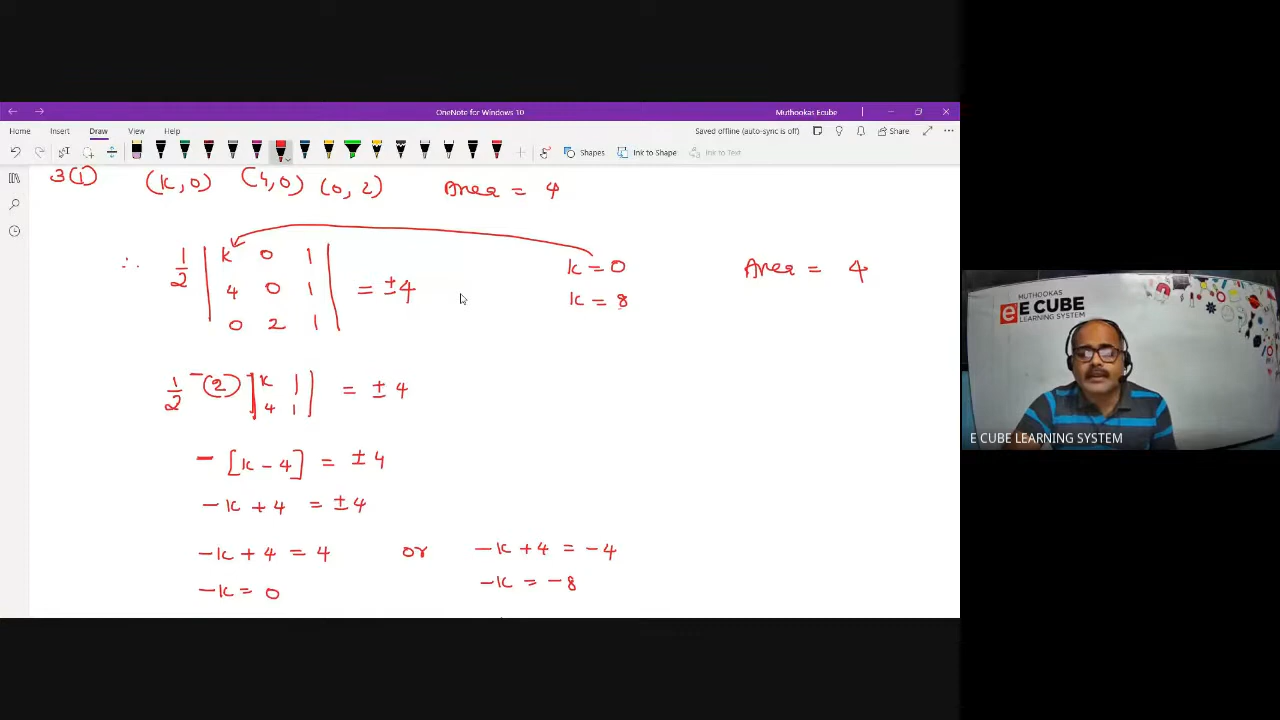 OneNote for Windows 10
Muthookas Ecube
Home Insert Draw View Help
Saved offline (auto-sync is off)
Share
Shapes
Ink to Shape
Ink to Text
3(1) (k,0) (4,0) (0,2) Area = 4
∴ 1/2 | k 0 1 | k = 0 Area = 4
| 4 0 1 | = ±4 k = 8
| 0 2 1 |
1/2 -(2) | k 1 | = ±4
| 4 1 |
- [k - 4] = ±4
-k + 4 = ±4
-k + 4 = 4 or -k + 4 = -4
-k = 0 -k = -8
MUTHOOKAS
e E CUBE
LEARNING SYSTEM
E CUBE LEARNING SYSTEM